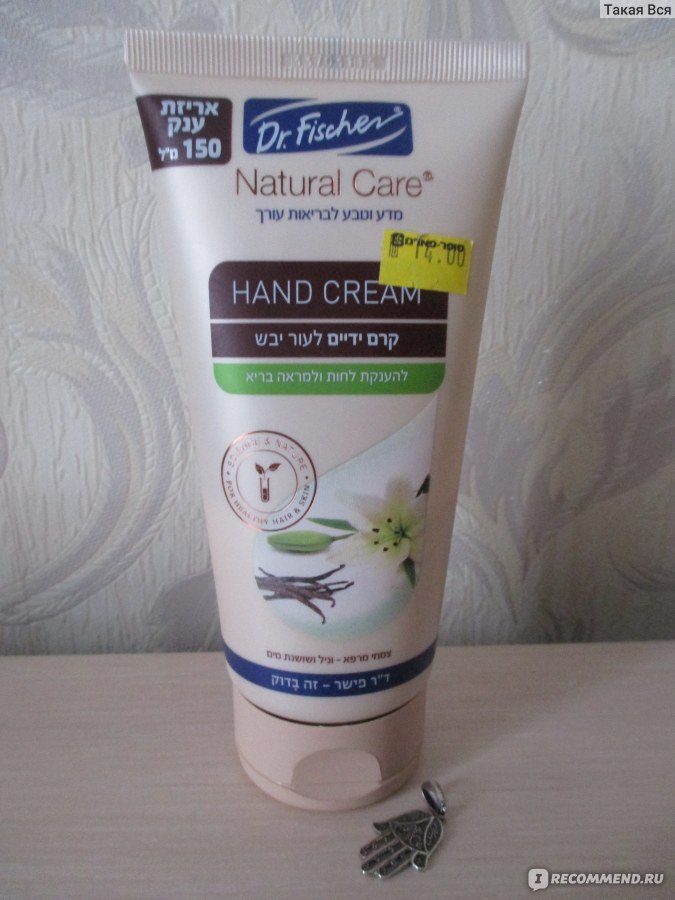 Такая Вся
אריזת
ענק
150 מ"ל
Dr. Fischer®
Natural Care®
מדע וטבע לבריאות עורך
סופר-פארם
₪ 14.00
HAND CREAM
קרם ידיים לעור יבש
להענקת לחות ולמראה בריא
SCIENCE & NATURE
FOR HEALTHY HAIR & SKIN
צמחי מרפא - וניל ושושנת מים
ד"ר פישר - זה בָּדוּק
IRECOMMEND.RU